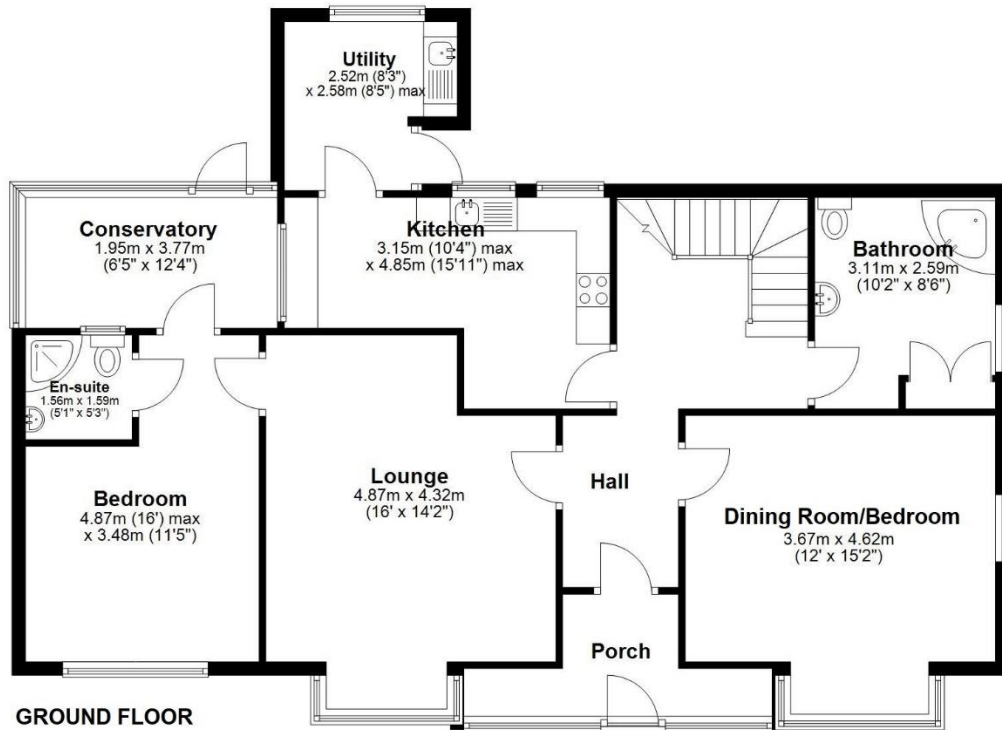 Utility
2.52m (8'3")
x 2.58m (8'5") max
Conservatory
1.95m x 3.77m
(6'5" x 12'4")
Kitchen
3.15m (10'4") max
x 4.85m (15'11") max
Bathroom
3.11m x 2.59m
(10'2" x 8'6")
En-suite
1.56m x 1.59m
(5'1" x 5'3")
Bedroom
4.87m (16') max
x 3.48m (11'5")
Lounge
4.87m x 4.32m
(16' x 14'2")
Hall
Dining Room/Bedroom
3.67m x 4.62m
(12' x 15'2")
Porch
GROUND FLOOR